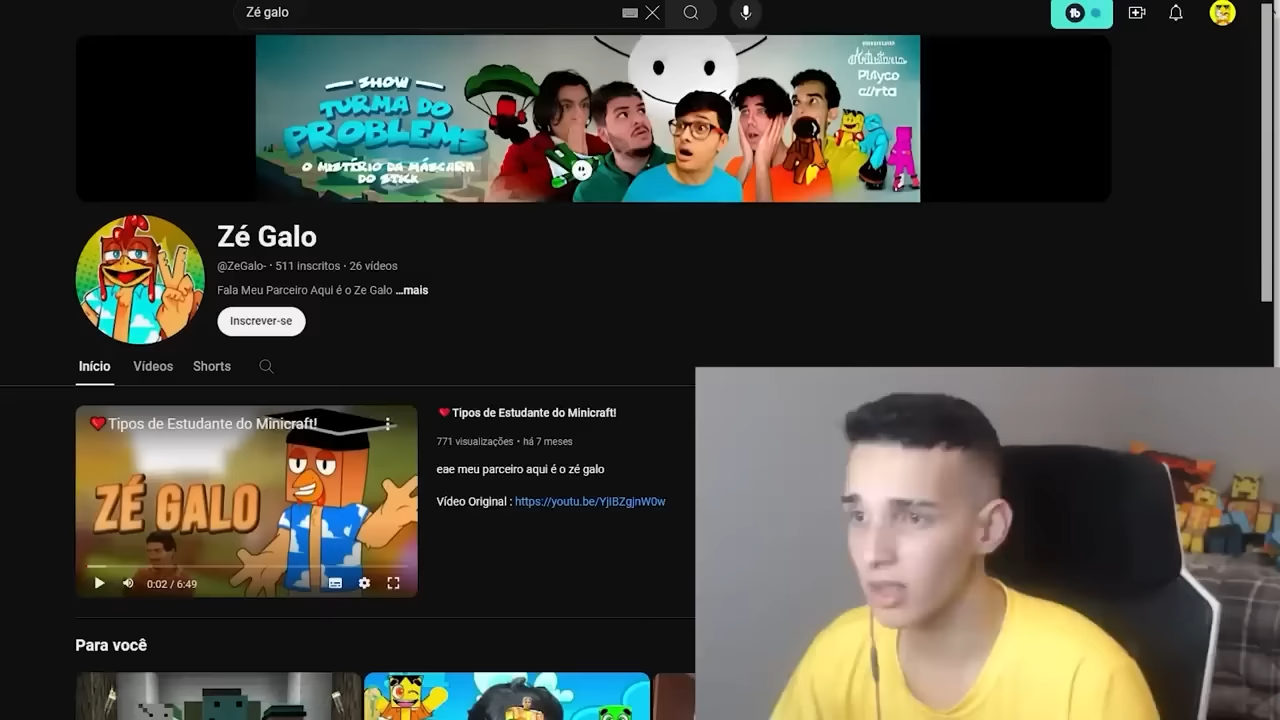 Zé galo
SHOW
TURMA DO
PROBLEMS
O MISTÉRIO DA MÁSCARA
DO STICK
Playco
Zé Galo
@ZeGalo- · 511 inscritos · 26 vídeos
Fala Meu Parceiro Aqui é o Ze Galo ...mais
Inscrever-se
Início
Vídeos
Shorts
❤️Tipos de Estudante do Minicraft!
ZÉ GALO
0:02 / 6:49
❤️Tipos de Estudante do Minicraft!
771 visualizações • há 7 meses
eae meu parceiro aqui é o zé galo
Vídeo Original : https://youtu.be/YjIBZgjnW0w
Para você